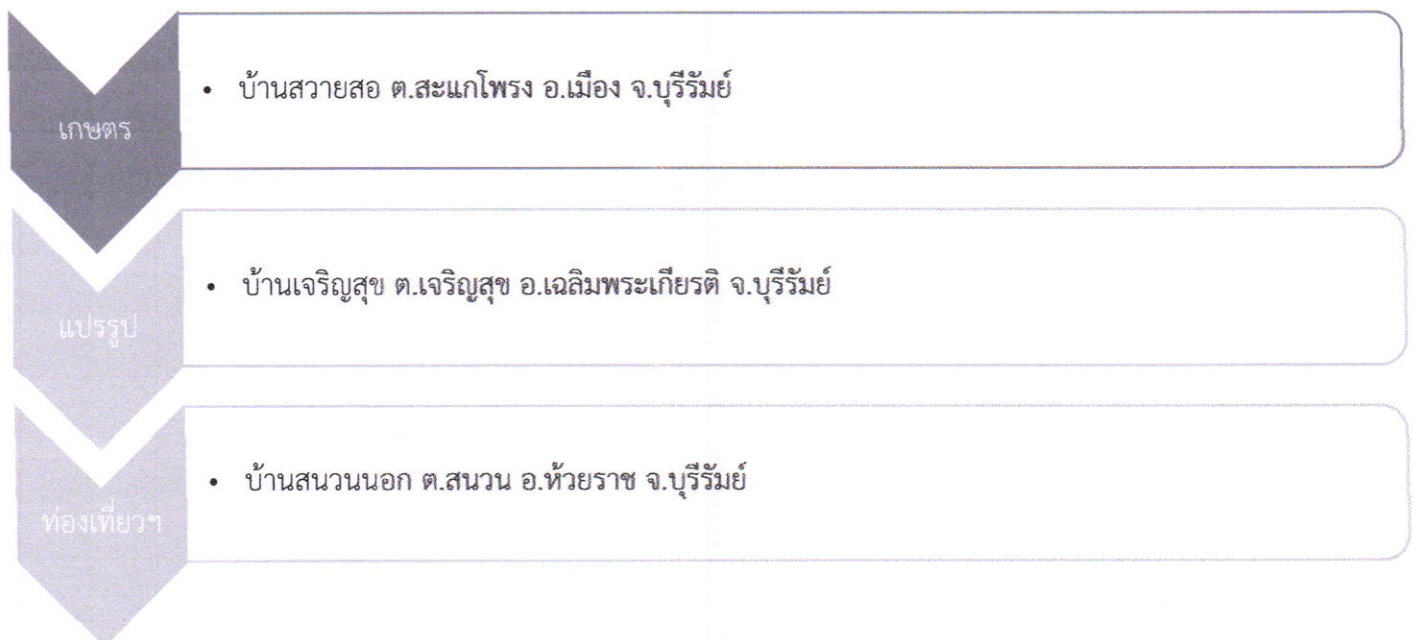 เกษตร
• บ้านสวายสอ ต.สะแกโพรง อ.เมือง จ.บุรีรัมย์
แปรรูป
• บ้านเจริญสุข ต.เจริญสุข อ.เฉลิมพระเกียรติ จ.บุรีรัมย์
ท่องเที่ยวฯ
• บ้านสนวนนอก ต.สนวน อ.ห้วยราช จ.บุรีรัมย์